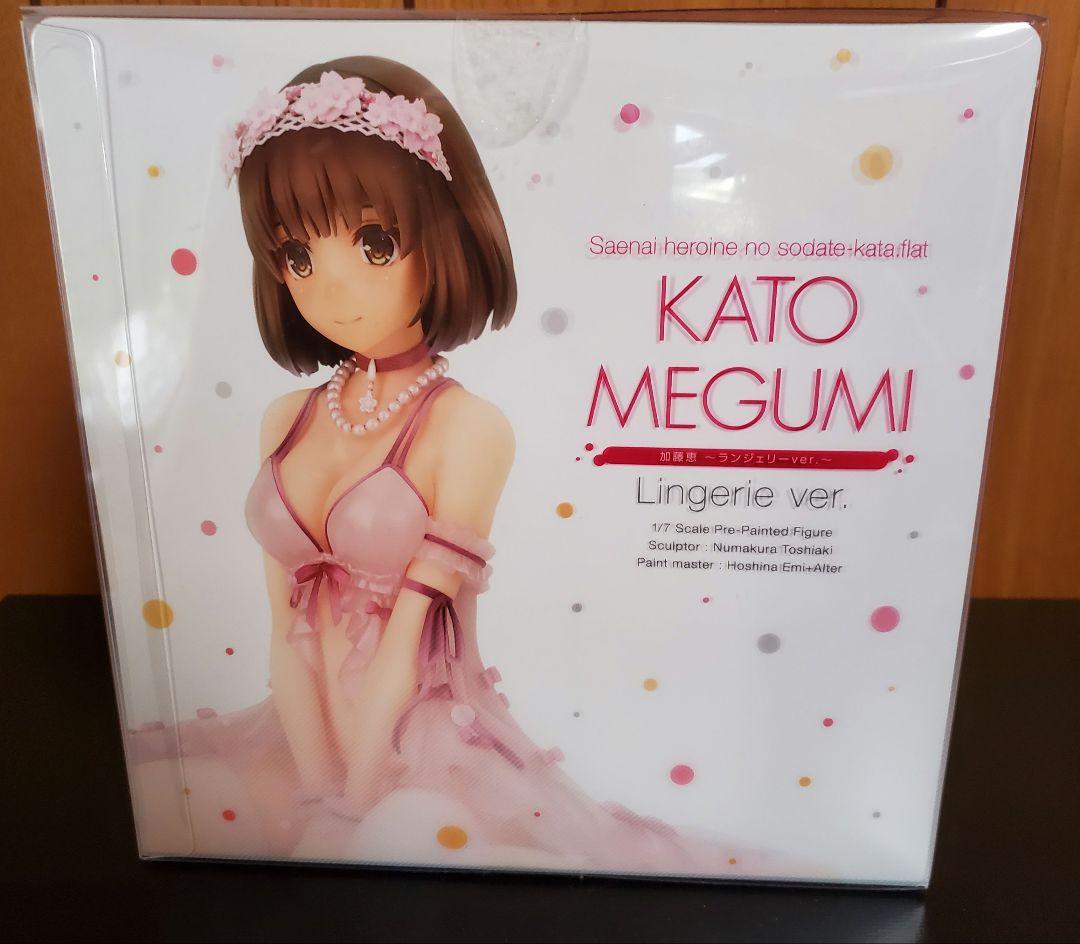 Saenai heroine no sodate-kata.flat
KATO
MEGUMI
加藤恵 ～ランジェリーver.～
Lingerie ver.
1/7 Scale Pre-Painted Figure
Sculptor : Numakura Toshiaki
Paint master : Hoshina Emi+Alter